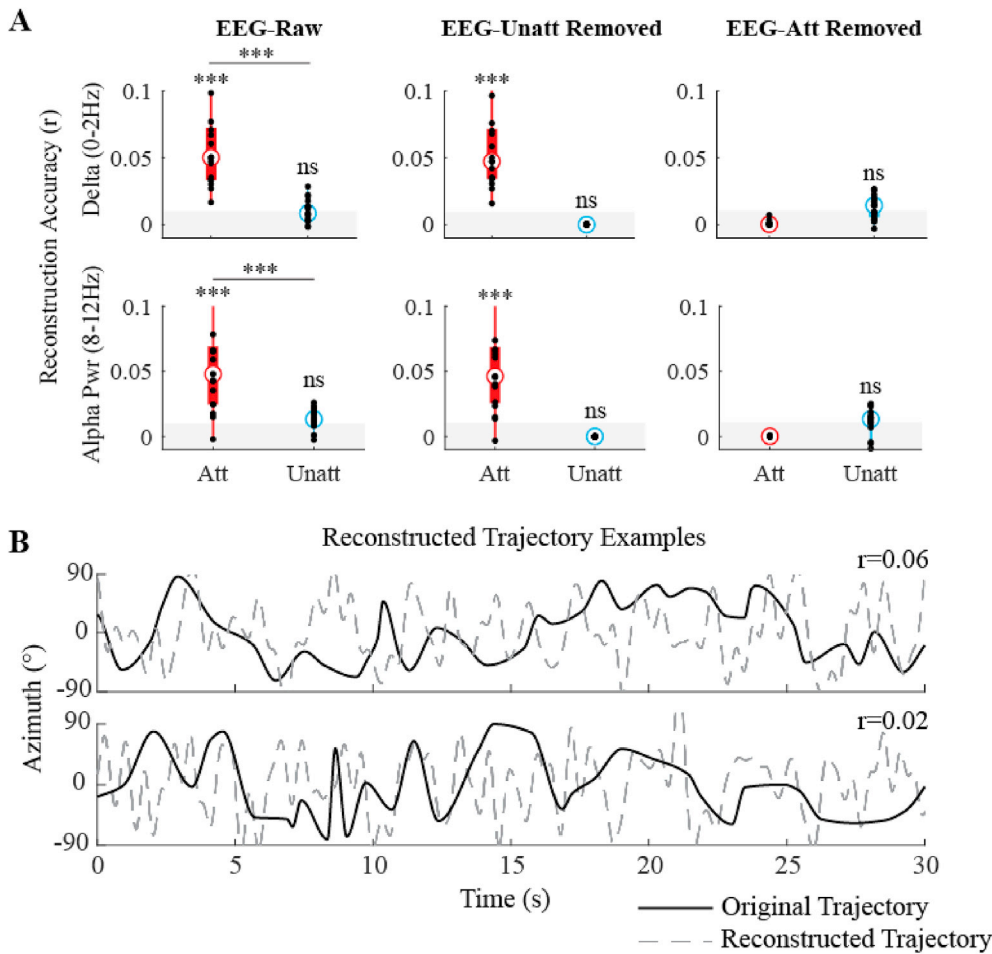 A
EEG-Raw
EEG-Unatt Removed
EEG-Att Removed
Reconstruction Accuracy (r)
Delta (0-2Hz)
***
***
0.1
0.05
0
ns
***
0.1
0.05
0
ns
0.1
0.05
0
ns
Alpha Pwr (8-12Hz)
***
***
0.1
0.05
0
ns
Att
Unatt
***
0.1
0.05
0
ns
Att
Unatt
0.1
0.05
0
ns
Att
Unatt
B
Reconstructed Trajectory Examples
r=0.06
Azimuth (°)
90
0
-90
r=0.02
90
0
-90
0 5 10 15 20 25 30
Time (s)
Original Trajectory
Reconstructed Trajectory